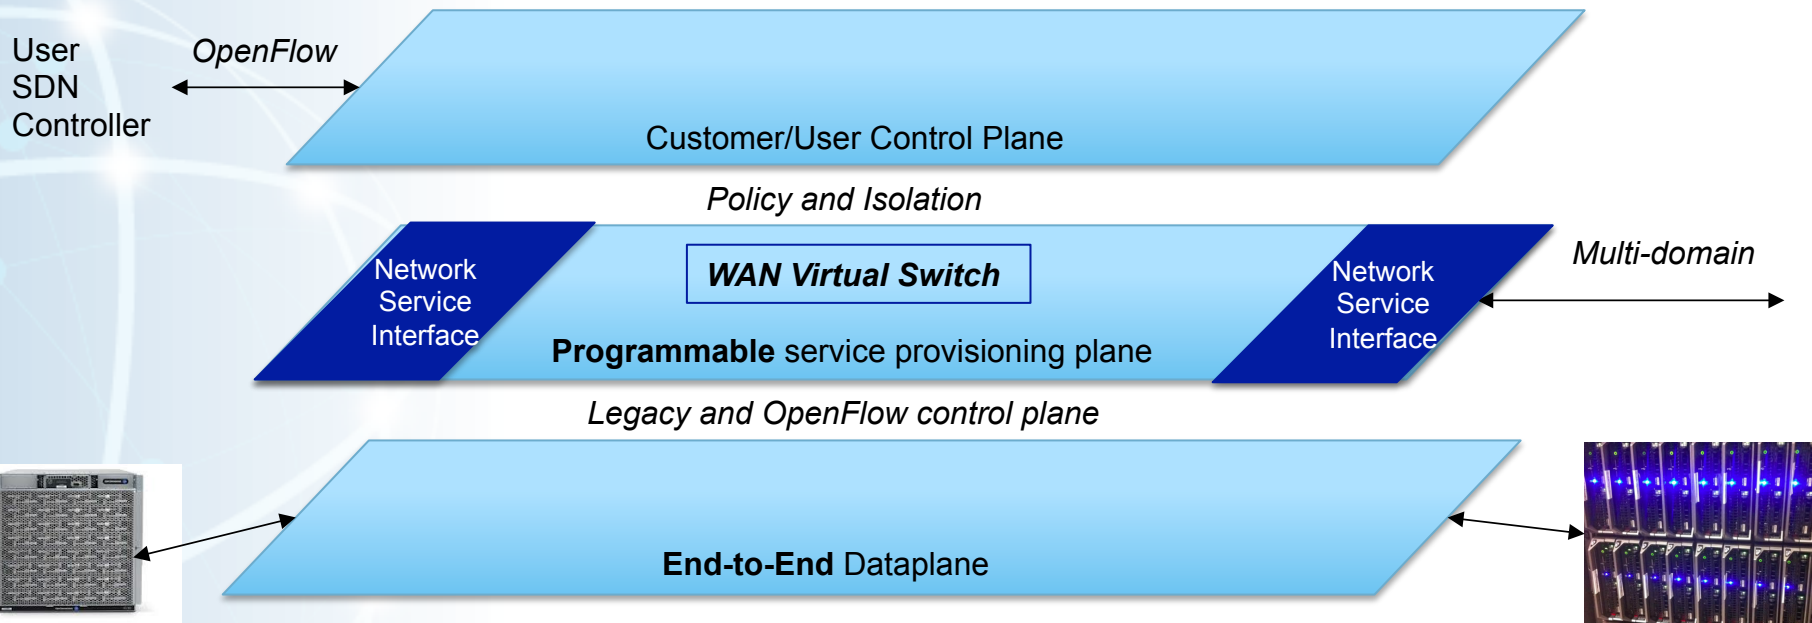 User
SDN
Controller
OpenFlow
Customer/User Control Plane
Policy and Isolation
Network
Service
Interface
WAN Virtual Switch
Programmable service provisioning plane
Network
Service
Interface
Multi-domain
Legacy and OpenFlow control plane
End-to-End Dataplane